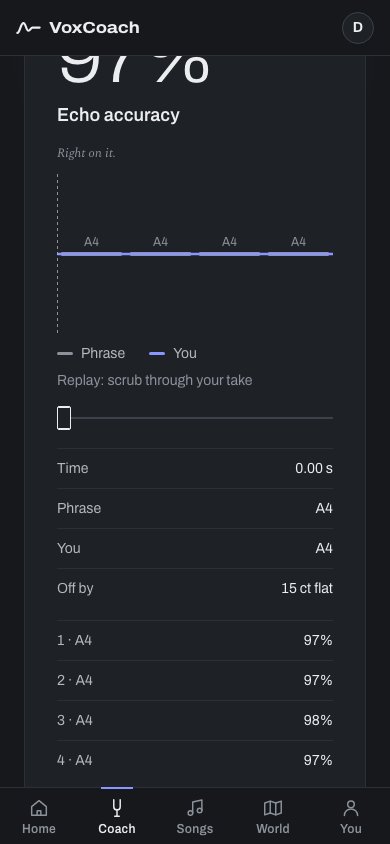 VoxCoach
D
97%
Echo accuracy
Right on it.
A4 A4 A4 A4
Phrase You
Replay: scrub through your take
Time 0.00 s
Phrase A4
You A4
Off by 15 ct flat
1 · A4 97%
2 · A4 97%
3 · A4 98%
4 · A4 97%
Home Coach Songs World You